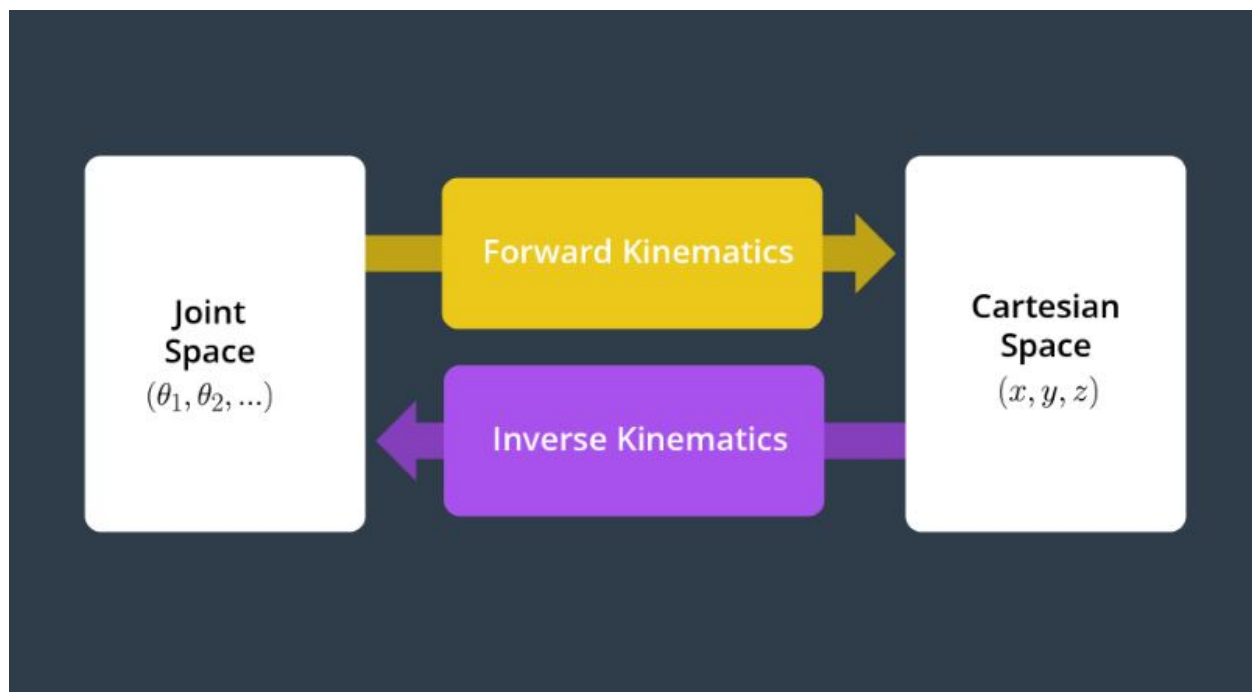 Joint
Space
(θ₁, θ₂, ...)
Forward Kinematics
Inverse Kinematics
Cartesian
Space
(x, y, z)